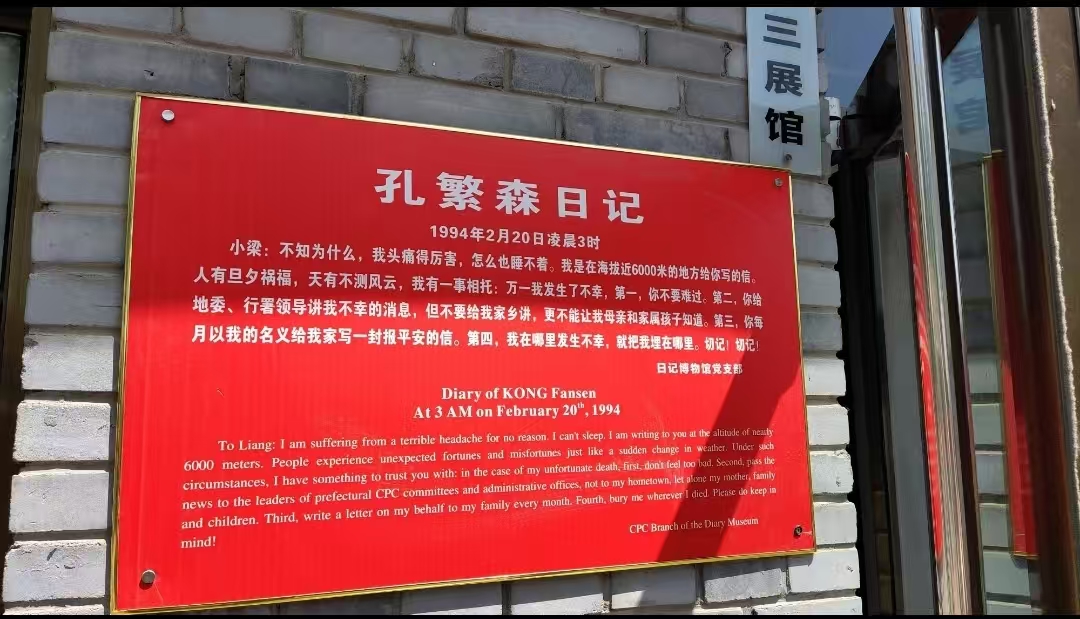 三展馆
孔繁森日记
1994年2月20日凌晨3时
小梁：不知为什么，我头痛得厉害，怎么也睡不着。我是在海拔近6000米的地方给你写的信。
人有旦夕祸福，天有不测风云，我有一事相托：万一我发生了不幸，第一，你不要难过。第二，你给
地委、行署领导讲我不幸的消息，但不要给我家乡讲，更不能让我母亲和家属孩子知道。第三，你每
月以我的名义给我家写一封报平安的信。第四，我在哪里发生不幸，就把我埋在哪里。切记！切记！
日记博物馆党支部
Diary of KONG Fansen
At 3 AM on February 20th, 1994
To Liang: I am suffering from a terrible headache for no reason. I can't sleep. I am writing to you at the altitude of nearly
6000 meters. People experience unexpected fortunes and misfortunes just like a sudden change in weather. Under such
circumstances, I have something to trust you with: in the case of my unfortunate death, first, don't feel too bad. Second, pass the
news to the leaders of prefectural CPC committees and administrative offices, not to my hometown, let alone my mother, family
and children. Third, write a letter on my behalf to my family every month. Fourth, bury me wherever I died. Please do keep in
mind!
CPC Branch of the Diary Museum